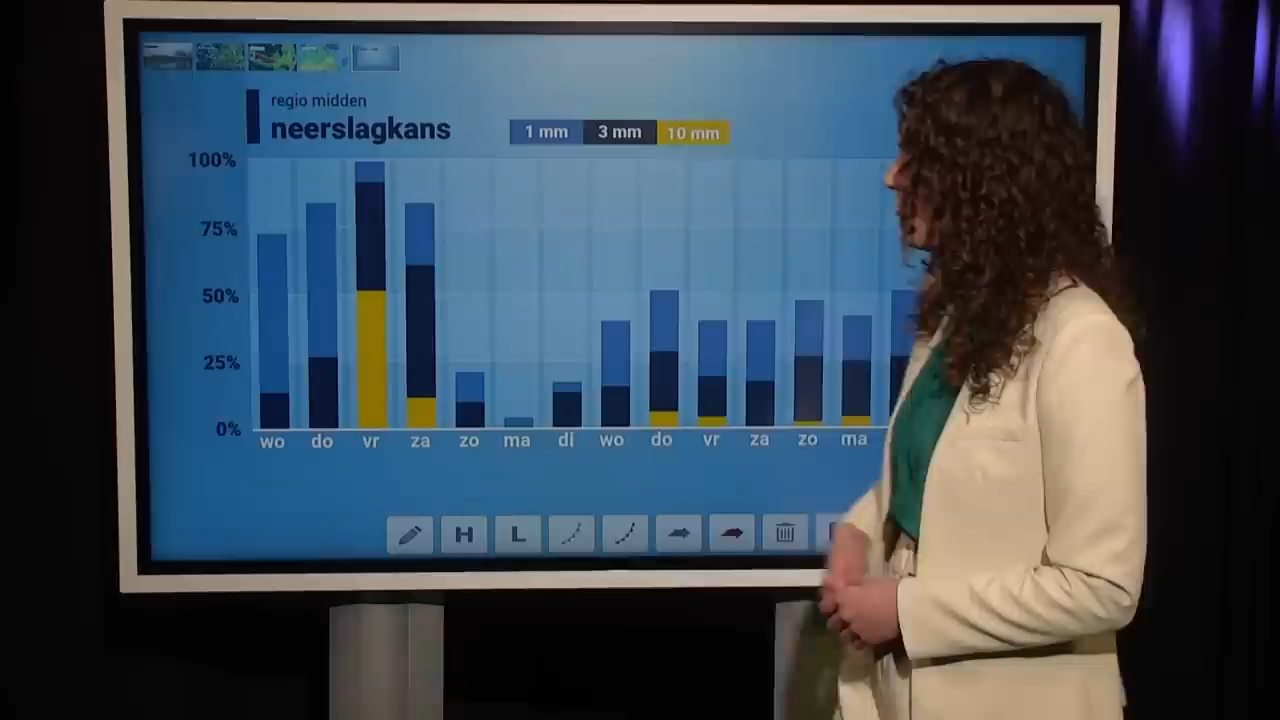 regio midden
neerslagkans
1 mm 3 mm 10 mm
100%
75%
50%
25%
0%
wo do vr za zo ma di wo do vr za zo ma
H L